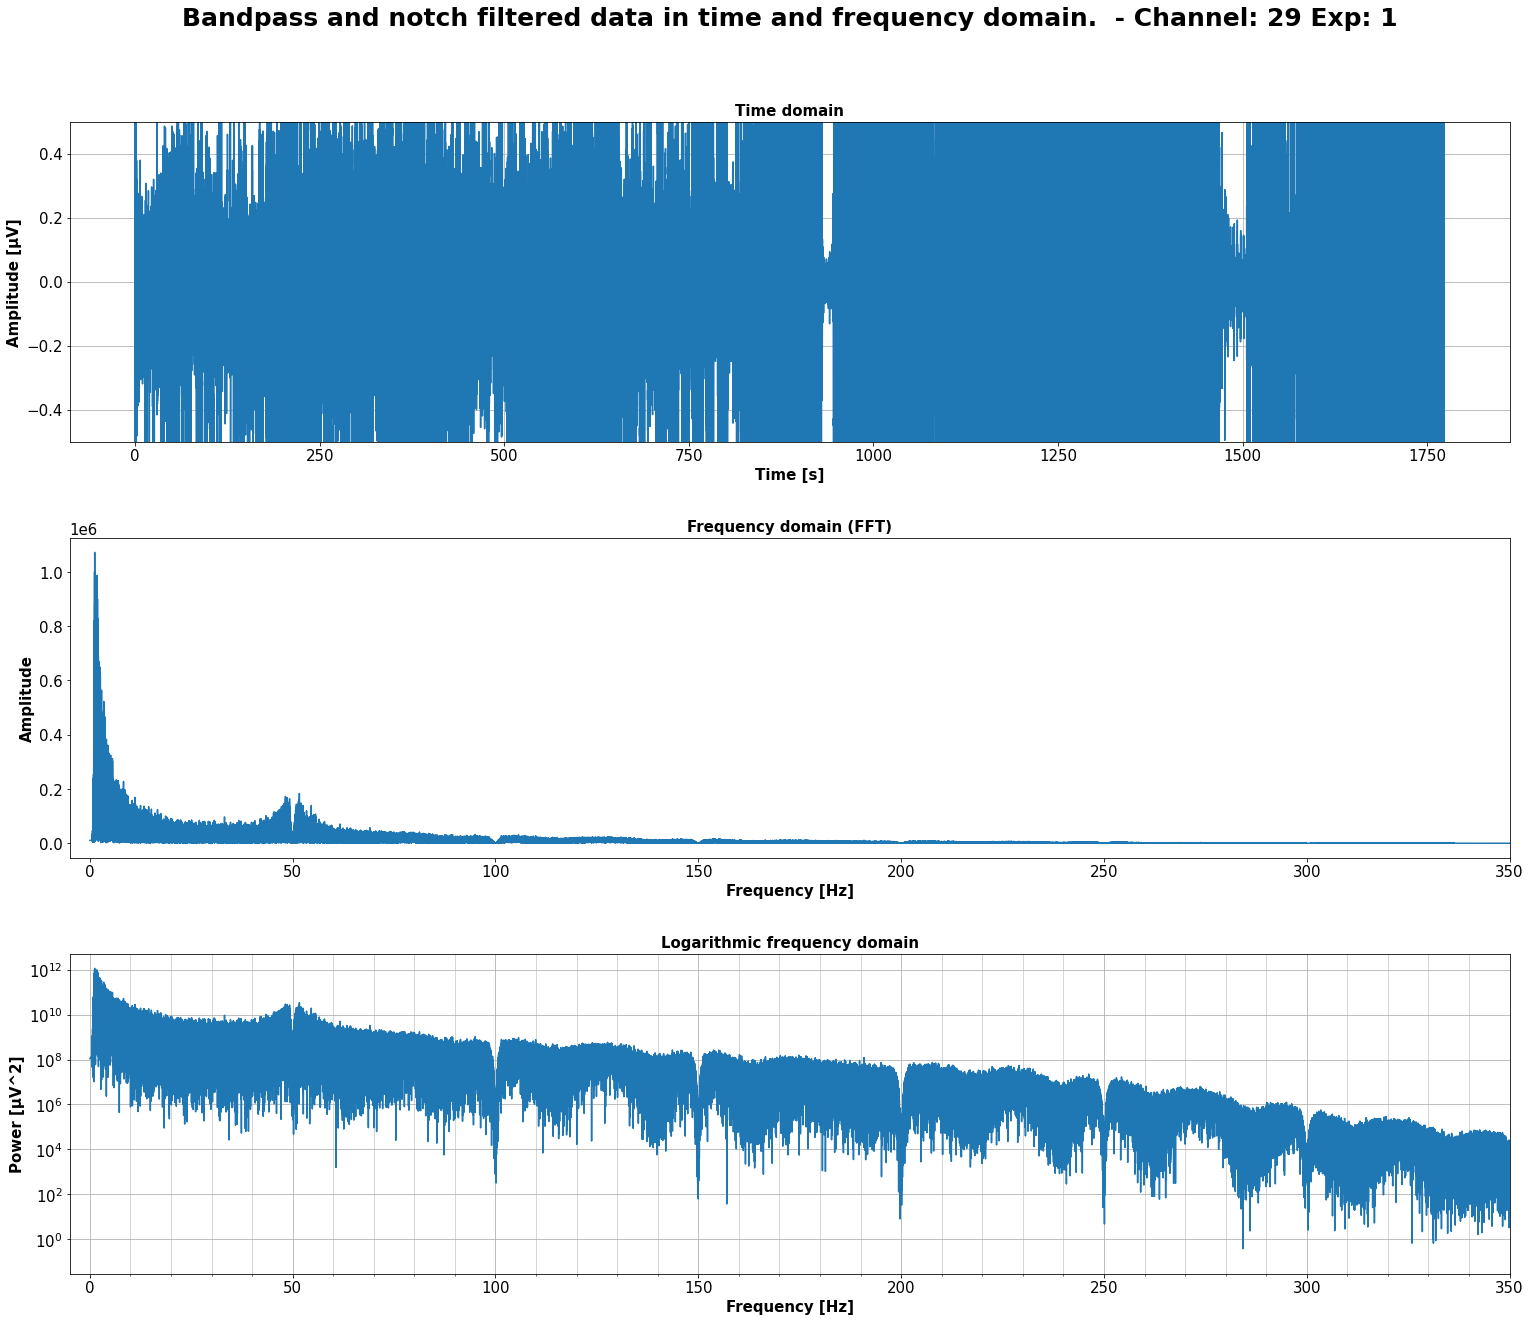 Bandpass and notch filtered data in time and frequency domain.  - Channel: 29 Exp: 1
Time domain
0.4
0.2
0.0
−0.2
−0.4
Amplitude [µV]
0 250 500 750 1000 1250 1500 1750
Time [s]
Frequency domain (FFT)
1e6
1.0
0.8
0.6
0.4
0.2
0.0
Amplitude
0 50 100 150 200 250 300 350
Frequency [Hz]
Logarithmic frequency domain
10^12
10^10
10^8
10^6
10^4
10^2
10^0
Power [µV^2]
0 50 100 150 200 250 300 350
Frequency [Hz]